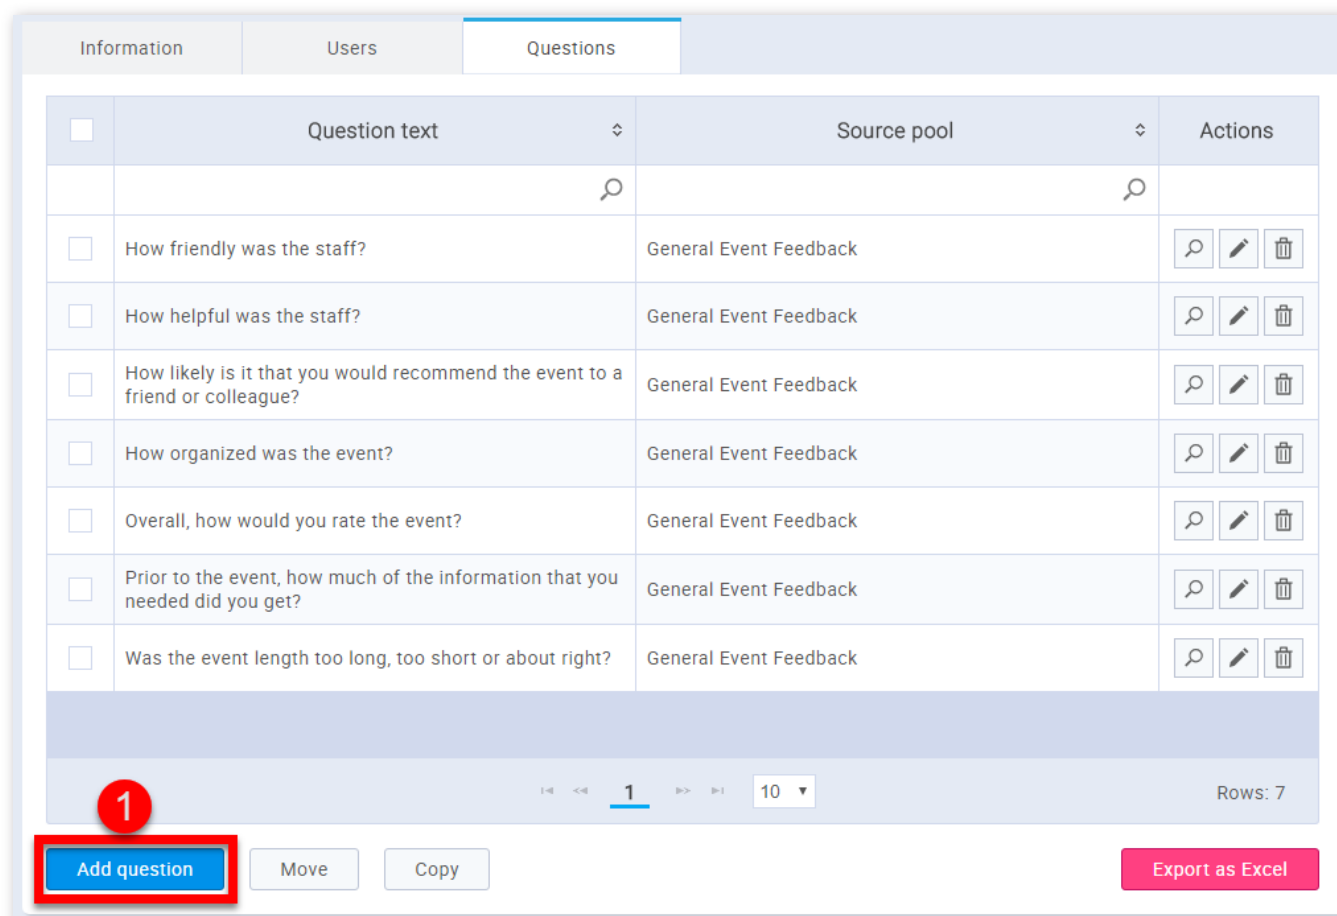 Information Users Questions
Question text Source pool Actions
How friendly was the staff? General Event Feedback
How helpful was the staff? General Event Feedback
How likely is it that you would recommend the event to a
friend or colleague?
General Event Feedback
How organized was the event? General Event Feedback
Overall, how would you rate the event? General Event Feedback
Prior to the event, how much of the information that you
needed did you get?
General Event Feedback
Was the event length too long, too short or about right? General Event Feedback
1 10 Rows: 7
1
Add question Move Copy Export as Excel